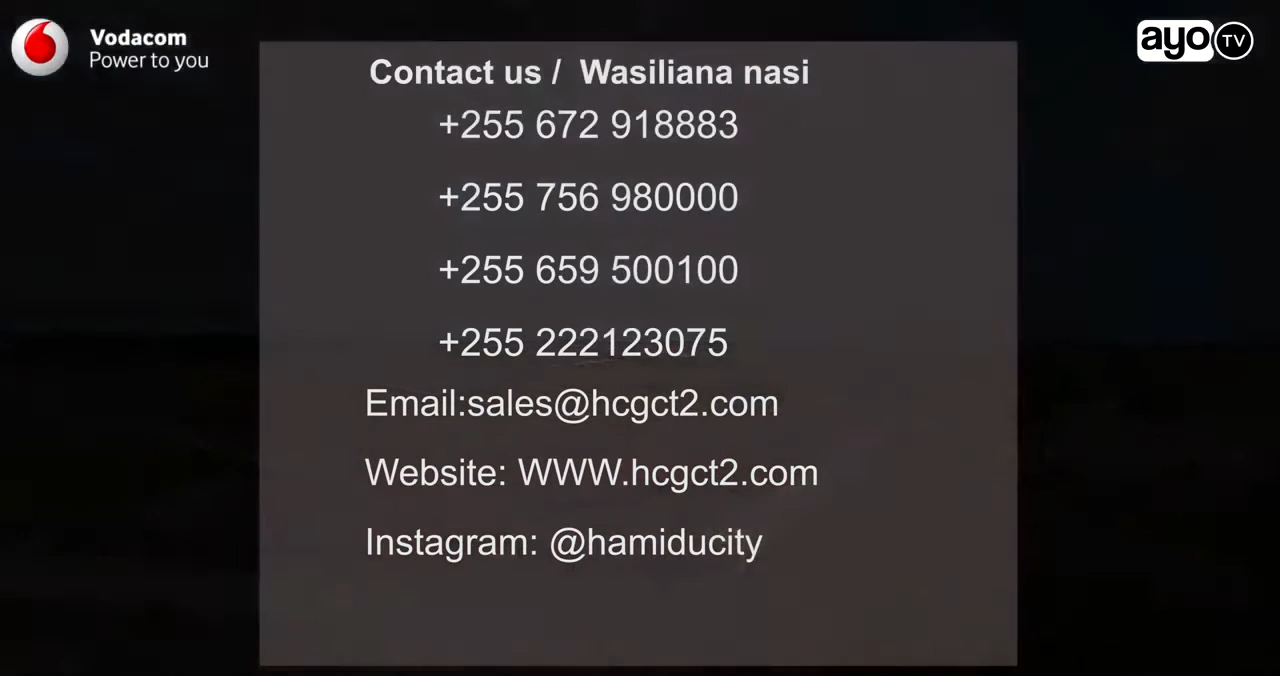 Vodacom
Power to you
ayo TV
Contact us / Wasiliana nasi
+255 672 918883
+255 756 980000
+255 659 500100
+255 222123075
Email:sales@hcgct2.com
Website: WWW.hcgct2.com
Instagram: @hamiducity